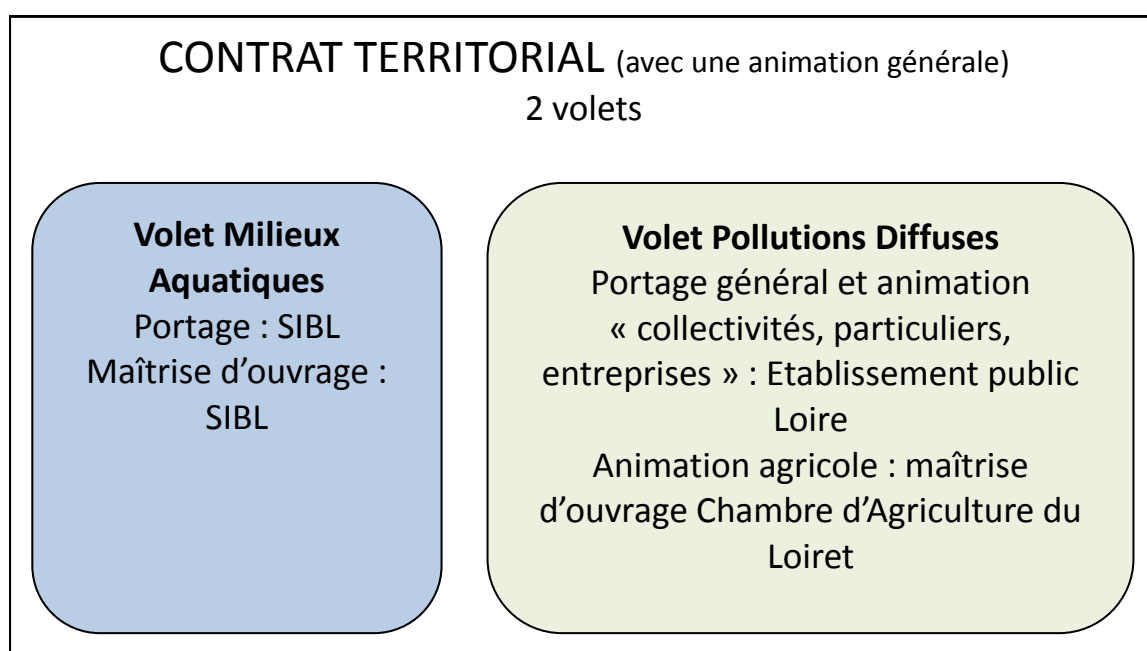 CONTRAT TERRITORIAL (avec une animation générale)
2 volets
Volet Milieux
Aquatiques
Portage : SIBL
Maîtrise d'ouvrage :
SIBL
Volet Pollutions Diffuses
Portage général et animation
« collectivités, particuliers,
entreprises » : Etablissement public
Loire
Animation agricole : maîtrise
d'ouvrage Chambre d'Agriculture du
Loiret